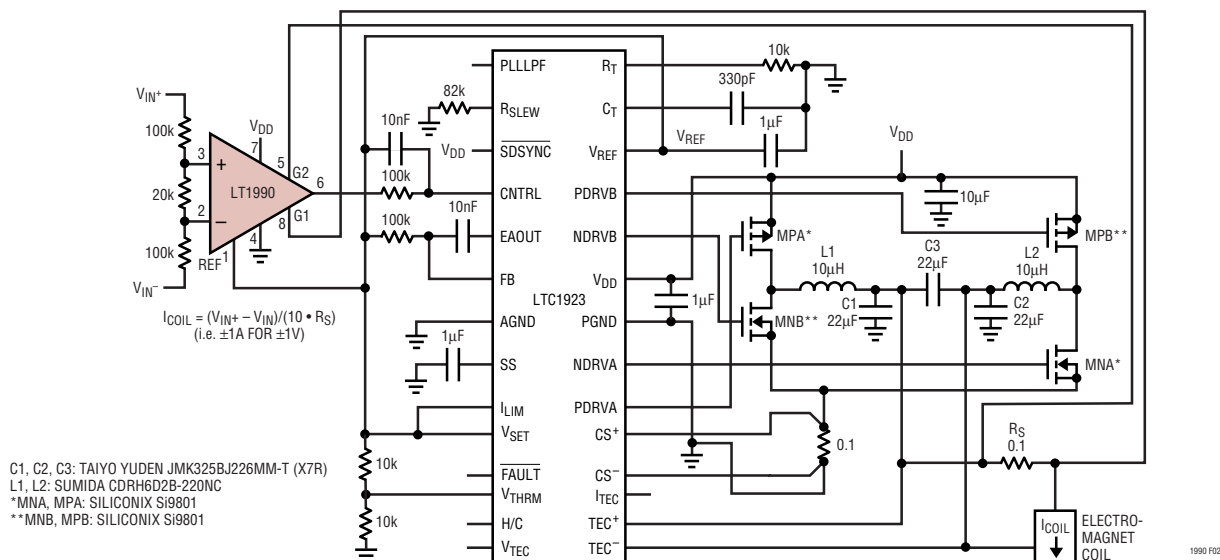 PLLLPF
RT
10k
82k
RSLEW
CT
330pF
VIN+
100k
VDD
7
3
+
5
G2
6
LT1990
20k
2
–
G1
8
4
100k
REF
1
VIN–
ICOIL = (VIN+ – VIN)/(10 • RS)
(i.e. ±1A FOR ±1V)
10nF
VDD
SDSYNC
VREF
VREF
1µF
VDD
100k
CNTRL
PDRVB
10µF
100k
10nF
EAOUT
NDRVB
MPA*
MPB**
FB
VDD
LTC1923
1µF
L1
10µH
C3
22µF
L2
10µH
C1
22µF
C2
22µF
AGND
PGND
MNB**
1µF
SS
NDRVA
MNA*
ILIM
PDRVA
VSET
CS+
0.1
RS
0.1
10k
FAULT
CS–
VTHRM
ITEC
10k
H/C
TEC+
VTEC
TEC–
ICOIL
ELECTRO-
MAGNET
COIL
C1, C2, C3: TAIYO YUDEN JMK325BJ226MM-T (X7R)
L1, L2: SUMIDA CDRH6D2B-220NC
*MNA, MPA: SILICONIX Si9801
**MNB, MPB: SILICONIX Si9801